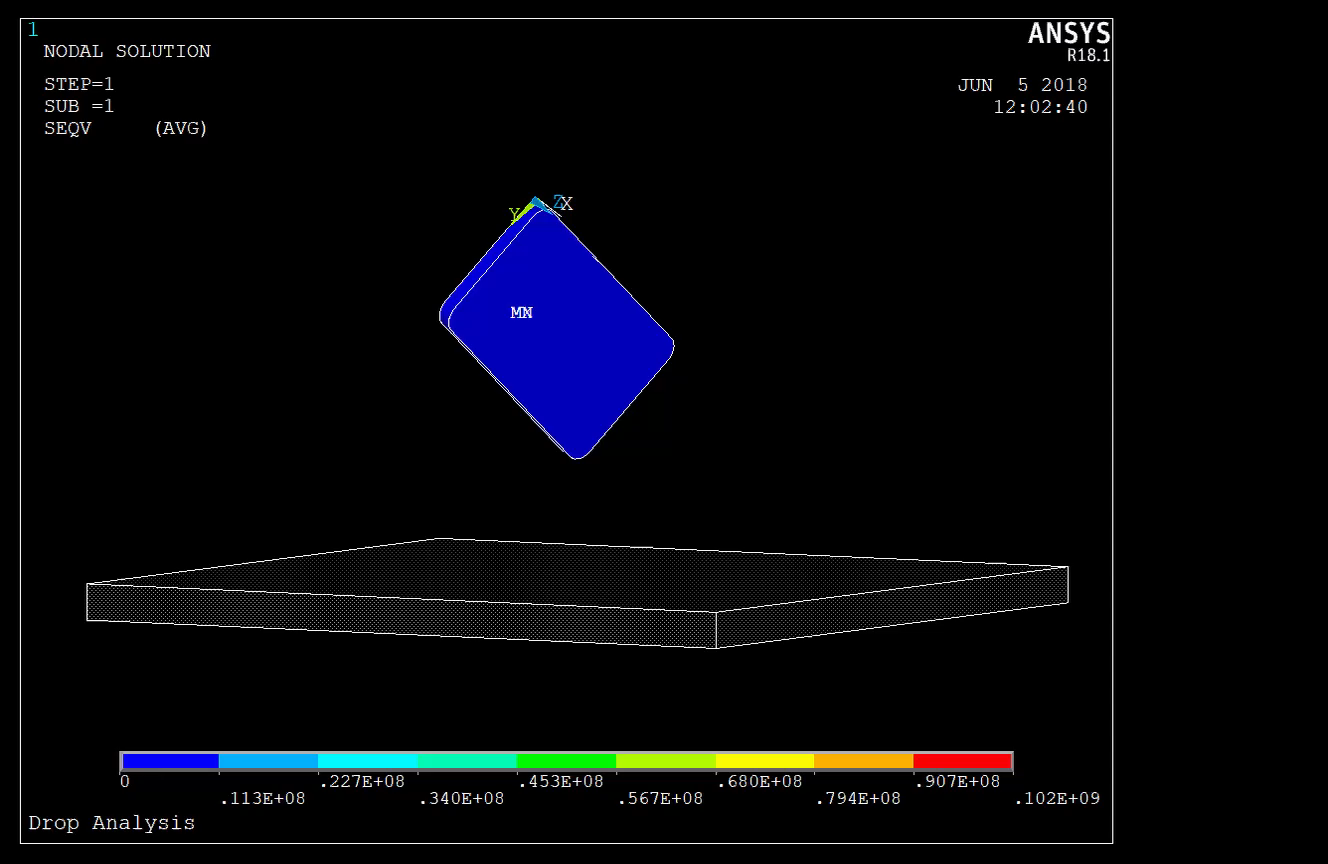 1
NODAL SOLUTION
STEP=1
SUB =1
SEQV (AVG)
ANSYS
R18.1
JUN 5 2018
12:02:40
Y
Z
X
0
.113E+08
.227E+08
.340E+08
.453E+08
.567E+08
.680E+08
.794E+08
.907E+08
.102E+09
Drop Analysis